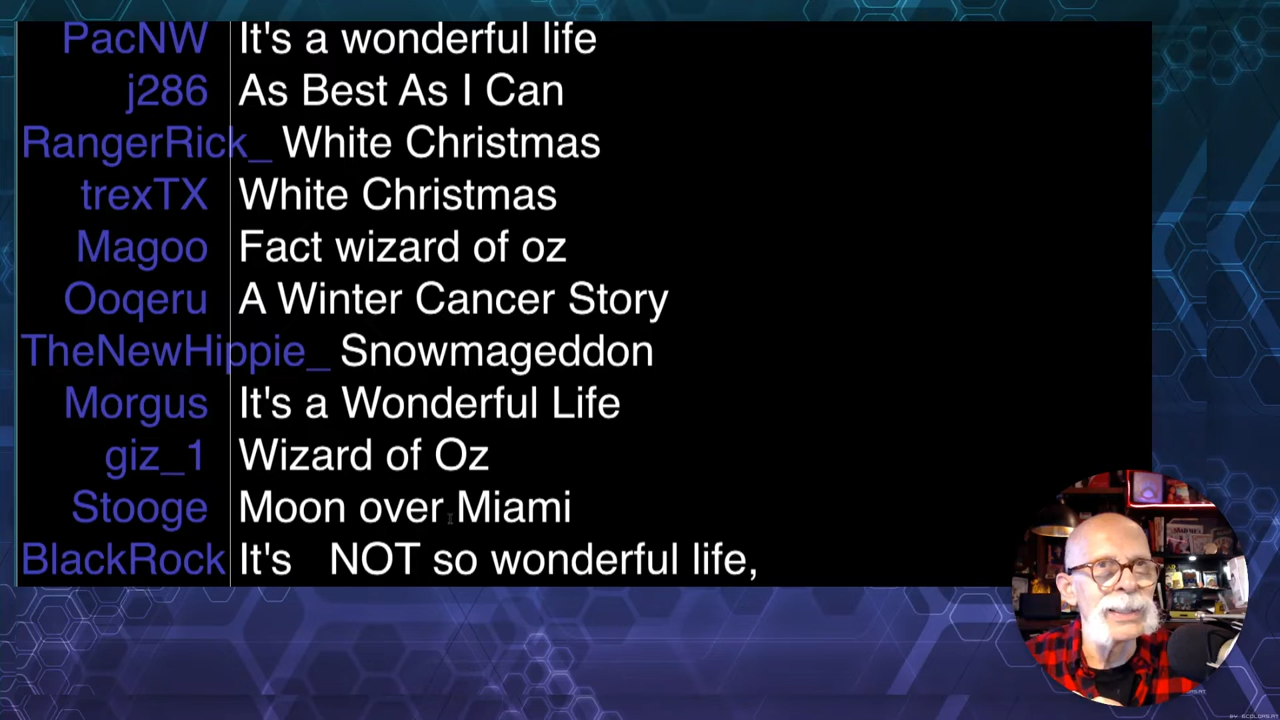 PacNW It's a wonderful life
j286 As Best As I Can
RangerRick_ White Christmas
trexTX White Christmas
Magoo Fact wizard of oz
Ooqeru A Winter Cancer Story
TheNewHippie_ Snowmageddon
Morgus It's a Wonderful Life
giz_1 Wizard of Oz
Stooge Moon over Miami
BlackRock It's NOT so wonderful life,